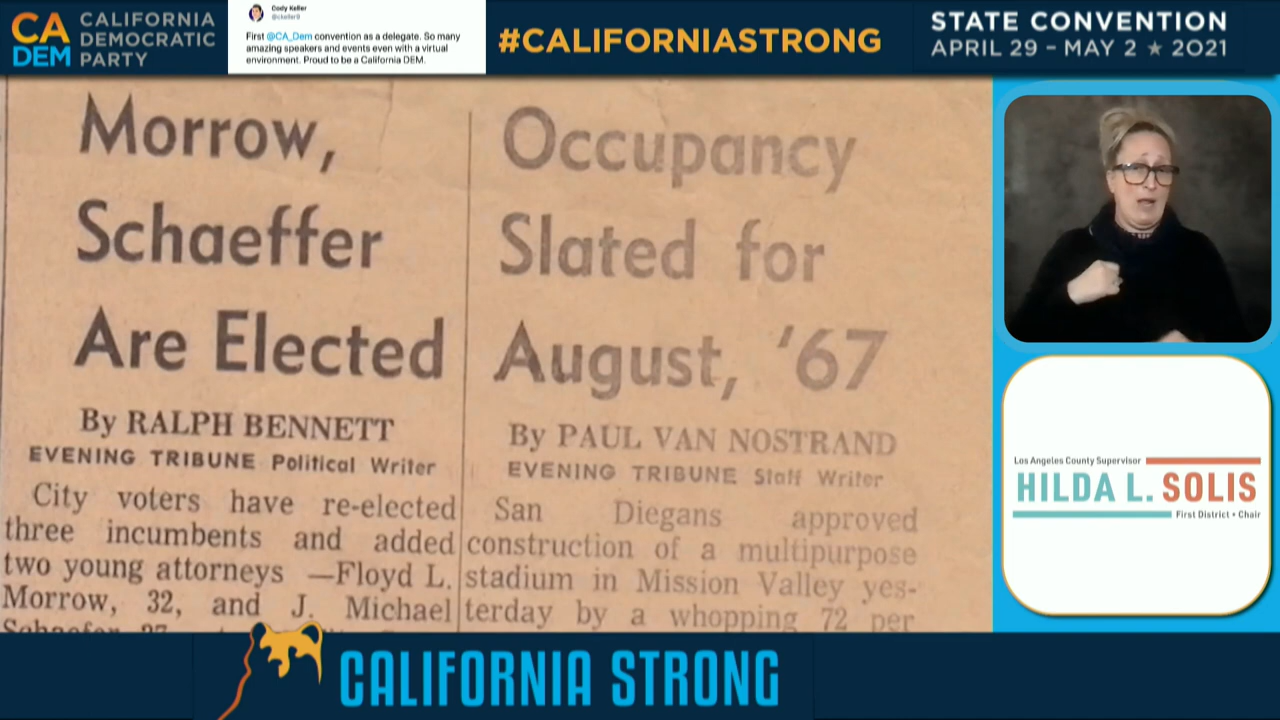 CA
DEM
CALIFORNIA
DEMOCRATIC
PARTY
Cody Keller
@ckeller9
First @CA_Dem convention as a delegate. So many
amazing speakers and events even with a virtual
environment. Proud to be a California DEM.
#CALIFORNIASTRONG
STATE CONVENTION
APRIL 29 – MAY 2 ★ 2021
Morrow,
Schaeffer
Are Elected
By RALPH BENNETT
EVENING TRIBUNE Political Writer
City voters have re-elected
three incumbents and added
two young attorneys —Floyd L.
Morrow, 32, and J. Michael
Occupancy
Slated for
August, '67
By PAUL VAN NOSTRAND
EVENING TRIBUNE Staff Writer
San Diegans approved
construction of a multipurpose
stadium in Mission Valley yes-
terday by a whopping 72 per
Los Angeles County Supervisor
HILDA L. SOLIS
First District • Chair
CALIFORNIA STRONG